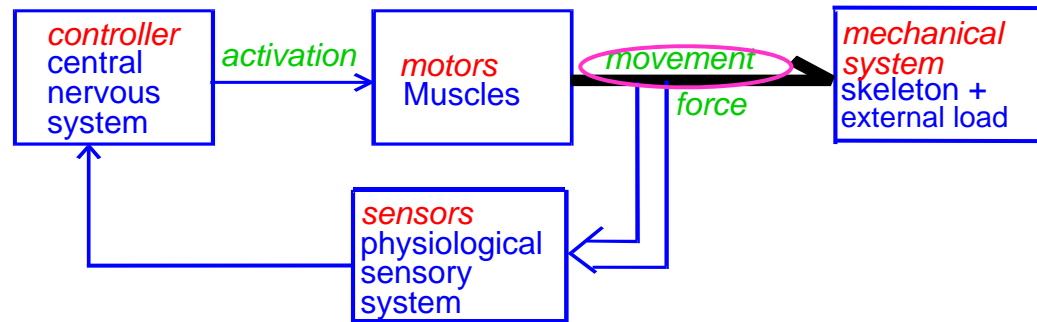 controller
central
nervous
system
activation
motors
Muscles
movement
force
mechanical
system
skeleton +
external load
sensors
physiological
sensory
system